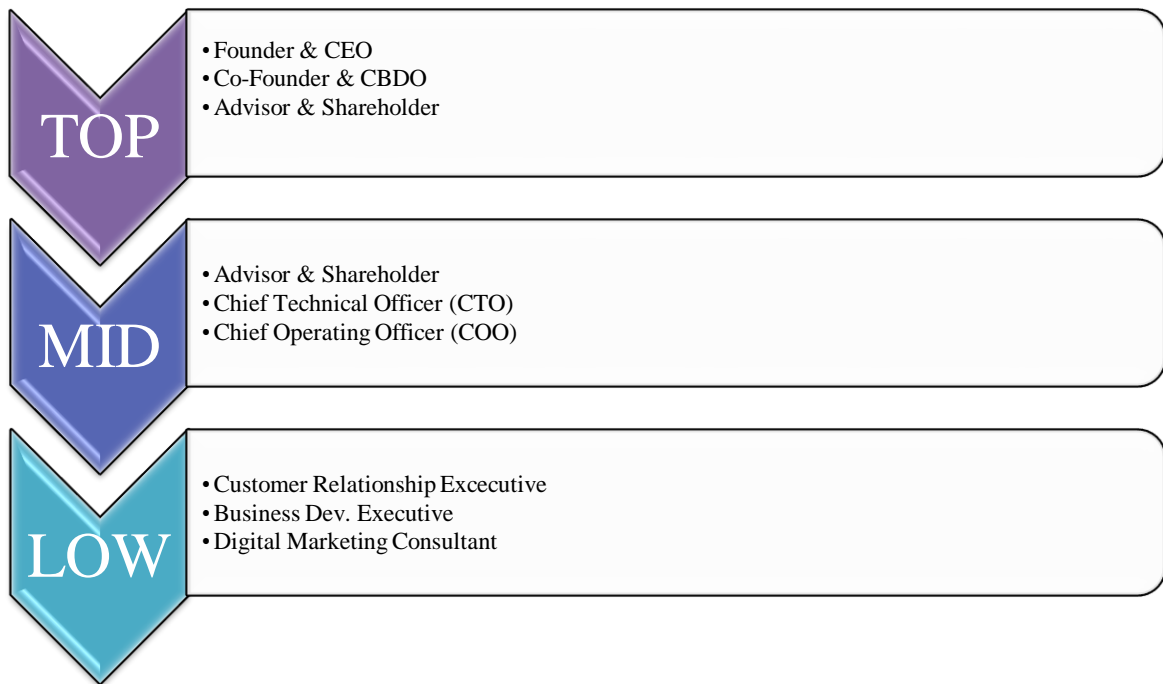 TOP
• Founder & CEO
• Co-Founder & CBDO
• Advisor & Shareholder
MID
• Advisor & Shareholder
• Chief Technical Officer (CTO)
• Chief Operating Officer (COO)
LOW
• Customer Relationship Excecutive
• Business Dev. Executive
• Digital Marketing Consultant